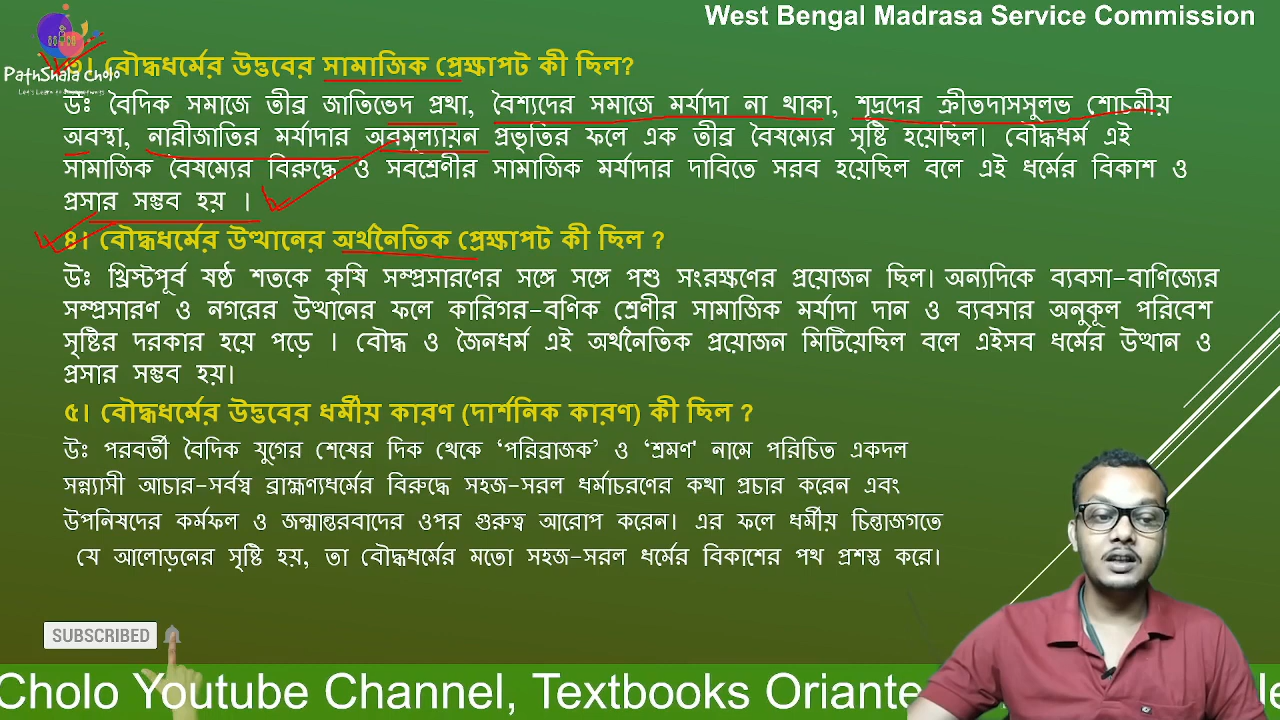 West Bengal Madrasa Service Commission
৩। বৌদ্ধধর্মের উদ্ভবের সামাজিক প্রেক্ষাপট কী ছিল?
PathShala Cholo
উঃ বৈদিক সমাজে তীব্র জাতিভেদ প্রথা, বৈশ্যদের সমাজে মর্যাদা না থাকা, শূদ্রদের ক্রীতদাসসুলভ শোচনীয়
অবস্থা, নারীজাতির মর্যাদার অবমূল্যায়ন প্রভৃতির ফলে এক তীব্র বৈষম্যের সৃষ্টি হয়েছিল। বৌদ্ধধর্ম এই
সামাজিক বৈষম্যের বিরুদ্ধে ও সর্বশ্রেণীর সামাজিক মর্যাদার দাবিতে সরব হয়েছিল বলে এই ধর্মের বিকাশ ও
প্রসার সম্ভব হয় ।
৪। বৌদ্ধধর্মের উত্থানের অর্থনৈতিক প্রেক্ষাপট কী ছিল ?
উঃ খ্রিস্টপূর্ব ষষ্ঠ শতকে কৃষি সম্প্রসারণের সঙ্গে সঙ্গে পশু সংরক্ষণের প্রয়োজন ছিল। অন্যদিকে ব্যবসা-বাণিজ্যের
সম্প্রসারণ ও নগরের উত্থানের ফলে কারিগর-বণিক শ্রেণীর সামাজিক মর্যাদা দান ও ব্যবসার অনুকূল পরিবেশ
সৃষ্টির দরকার হয়ে পড়ে । বৌদ্ধ ও জৈনধর্ম এই অর্থনৈতিক প্রয়োজন মিটিয়েছিল বলে এইসব ধর্মের উত্থান ও
প্রসার সম্ভব হয়।
৫। বৌদ্ধধর্মের উদ্ভবের ধর্মীয় কারণ (দার্শনিক কারণ) কী ছিল ?
উঃ পরবর্তী বৈদিক যুগের শেষের দিক থেকে ‘পরিব্রাজক’ ও ‘শ্রমণ' নামে পরিচিত একদল
সন্ন্যাসী আচার-সর্বস্ব ব্রাহ্মণ্যধর্মের বিরুদ্ধে সহজ-সরল ধর্মাচরণের কথা প্রচার করেন এবং
উপনিষদের কর্মফল ও জন্মান্তরবাদের ওপর গুরুত্ব আরোপ করেন। এর ফলে ধর্মীয় চিন্তাজগতে
যে আলোড়নের সৃষ্টি হয়, তা বৌদ্ধধর্মের মতো সহজ-সরল ধর্মের বিকাশের পথ প্রশস্ত করে।
SUBSCRIBED
Cholo Youtube Channel, Textbooks Oriante